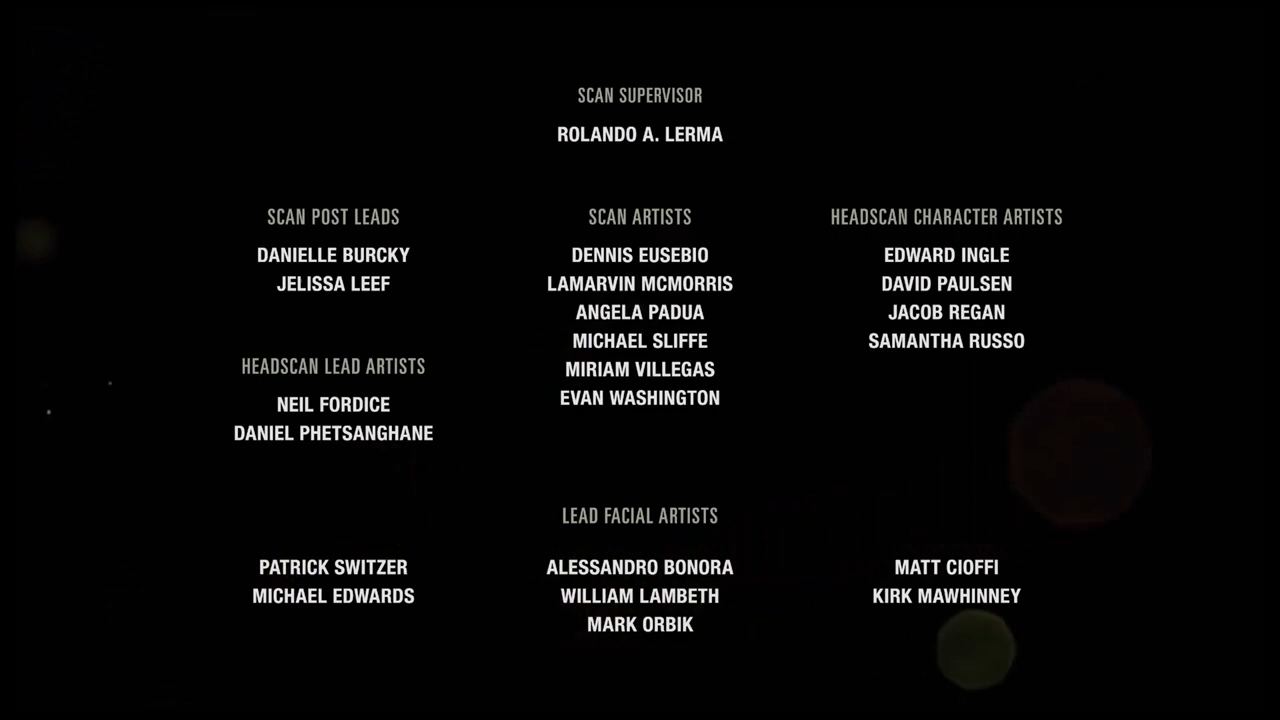 SCAN SUPERVISOR
ROLANDO A. LERMA
SCAN POST LEADS
DANIELLE BURCKY
JELISSA LEEF
HEADSCAN LEAD ARTISTS
NEIL FORDICE
DANIEL PHETSANGHANE
SCAN ARTISTS
DENNIS EUSEBIO
LAMARVIN MCMORRIS
ANGELA PADUA
MICHAEL SLIFFE
MIRIAM VILLEGAS
EVAN WASHINGTON
HEADSCAN CHARACTER ARTISTS
EDWARD INGLE
DAVID PAULSEN
JACOB REGAN
SAMANTHA RUSSO
LEAD FACIAL ARTISTS
PATRICK SWITZER
MICHAEL EDWARDS
ALESSANDRO BONORA
WILLIAM LAMBETH
MARK ORBIK
MATT CIOFFI
KIRK MAWHINNEY